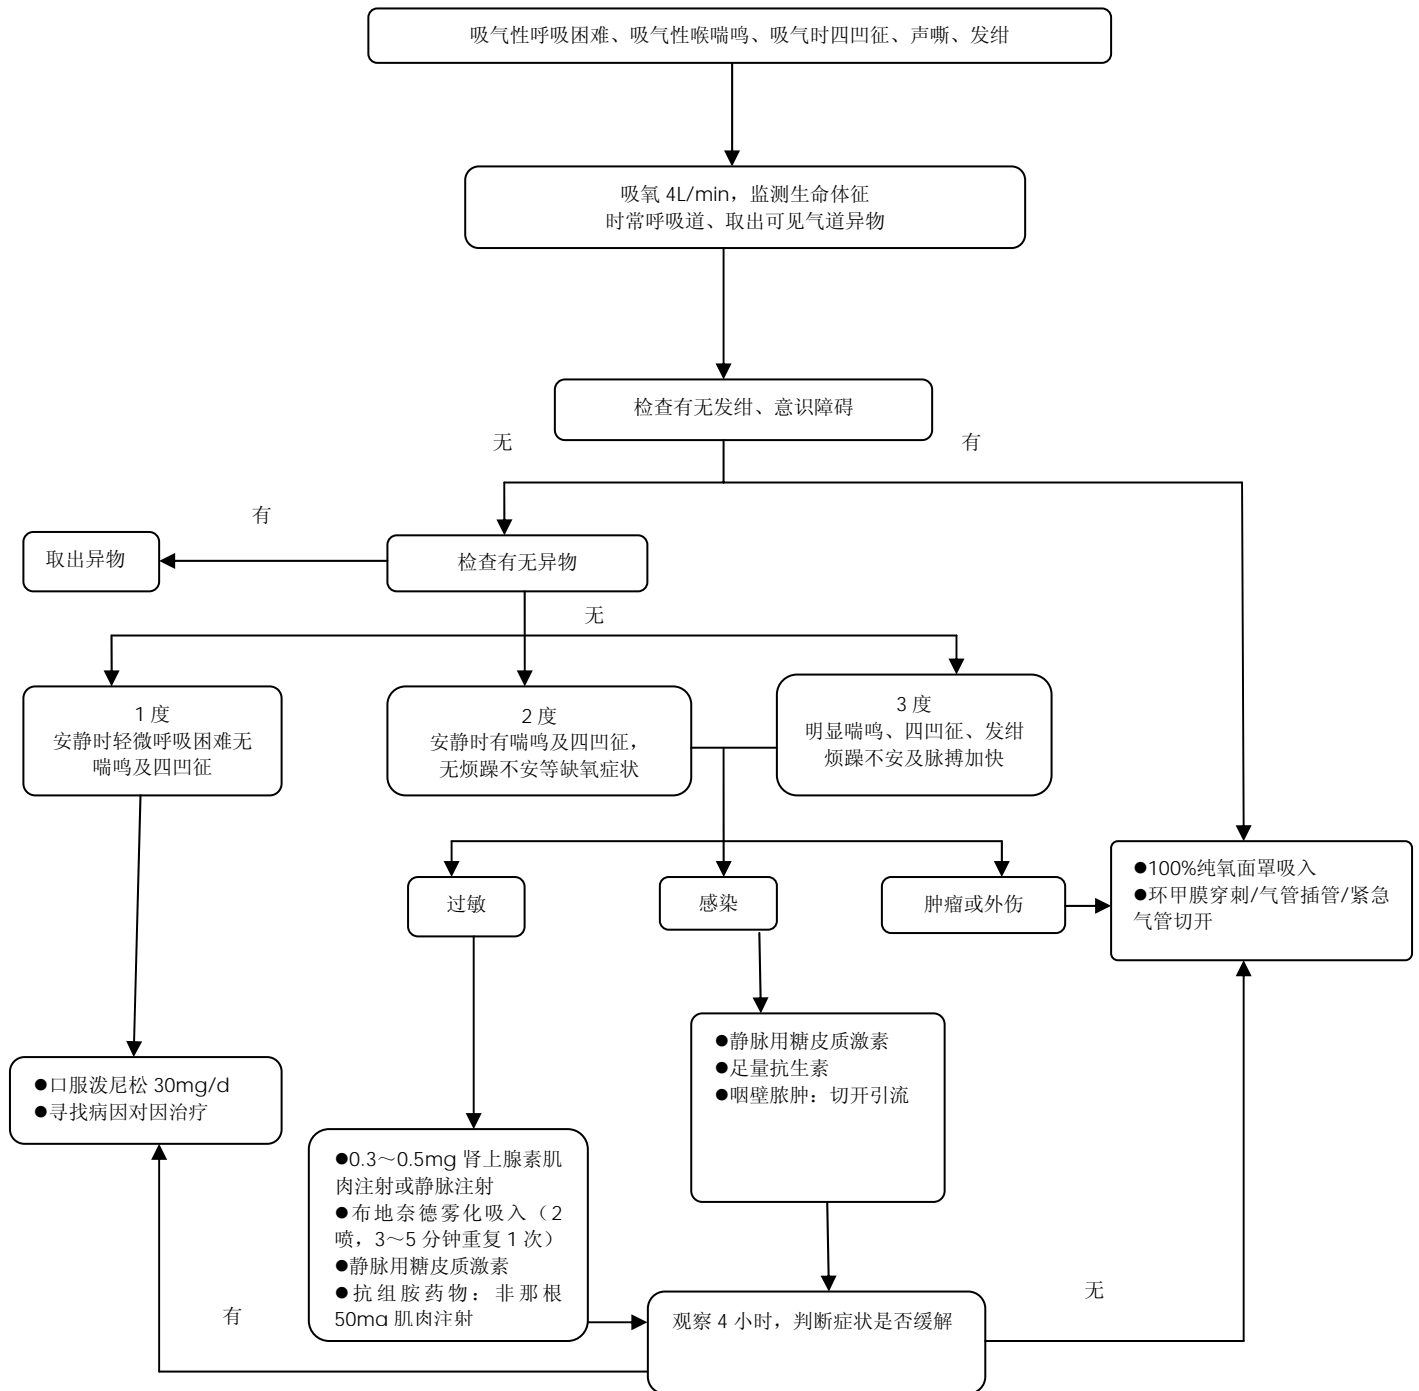 吸气性呼吸困难、吸气性喉喘鸣、吸气时四凹征、声嘶、发绀
吸氧 4L/min，监测生命体征
时常呼吸道、取出可见气道异物
检查有无发绀、意识障碍
无
有
有
取出异物
检查有无异物
无
1 度
安静时轻微呼吸困难无
喘鸣及四凹征
2 度
安静时有喘鸣及四凹征，
无烦躁不安等缺氧症状
3 度
明显喘鸣、四凹征、发绀
烦躁不安及脉搏加快
●100%纯氧面罩吸入
●环甲膜穿刺/气管插管/紧急
气管切开
过敏
感染
肿瘤或外伤
●静脉用糖皮质激素
●足量抗生素
●咽壁脓肿：切开引流
●口服泼尼松 30mg/d
●寻找病因对因治疗
●0.3～0.5mg 肾上腺素肌
肉注射或静脉注射
●布地奈德雾化吸入（2
喷，3～5 分钟重复 1 次）
●静脉用糖皮质激素
●抗组胺药物：非那根
50mg 肌肉注射
有
观察 4 小时，判断症状是否缓解
无